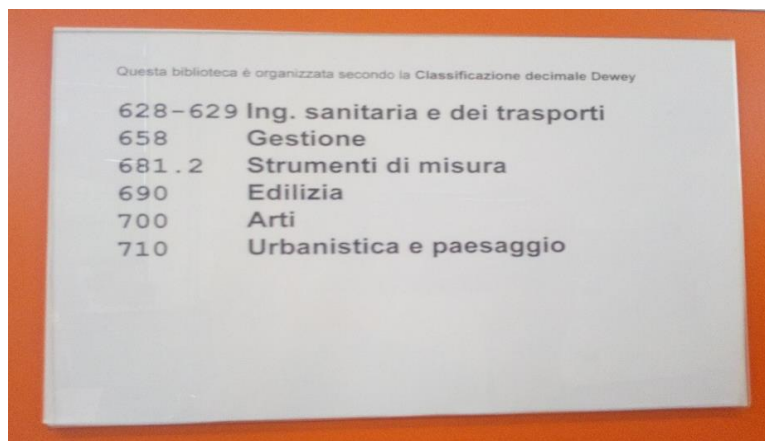 Questa biblioteca é organizzata secondo la Classificazione decimale Dewey
628-629 Ing. sanitaria e dei trasporti
658 Gestione
681.2 Strumenti di misura
690 Edilizia
700 Arti
710 Urbanistica e paesaggio